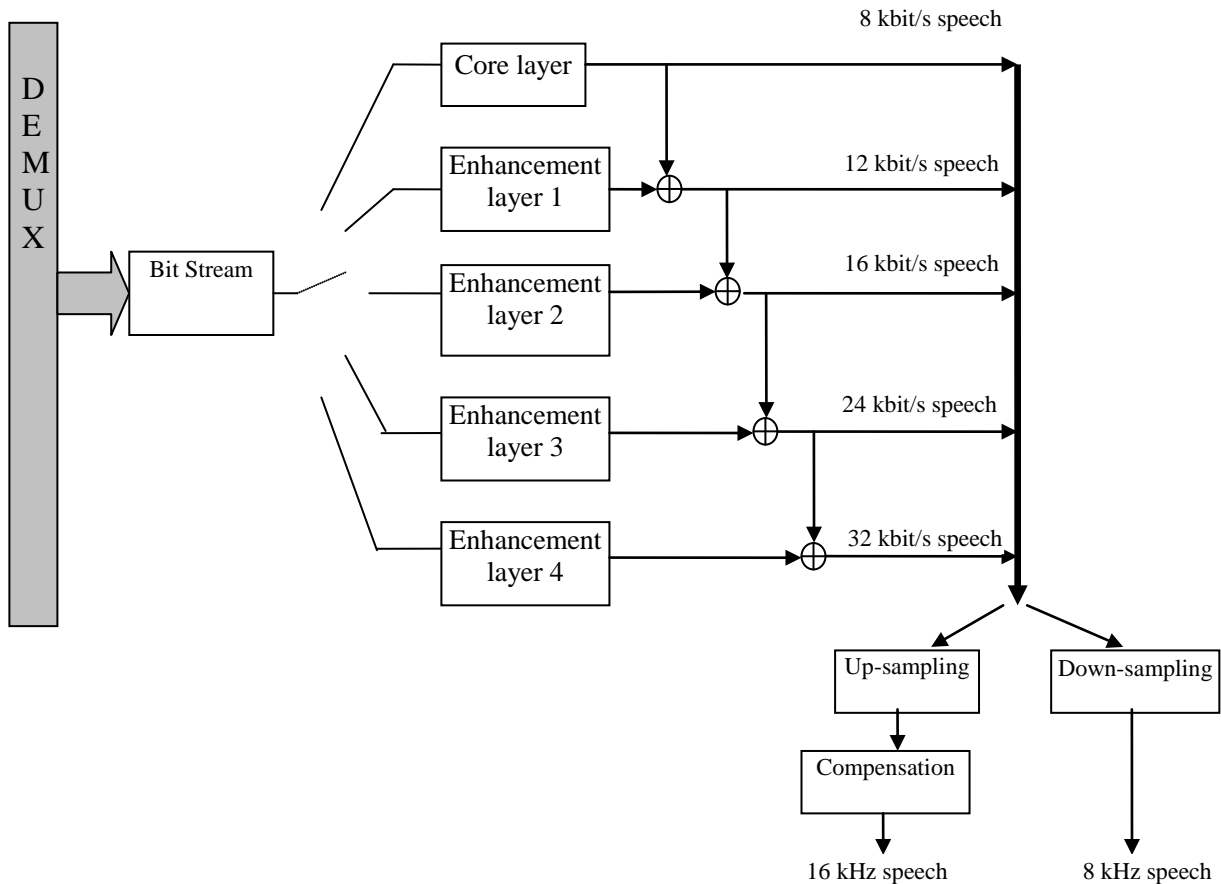 8 kbit/s speech
DEMUX
Core layer
Enhancement
layer 1
12 kbit/s speech
Bit Stream
Enhancement
layer 2
16 kbit/s speech
Enhancement
layer 3
24 kbit/s speech
Enhancement
layer 4
32 kbit/s speech
Up-sampling
Down-sampling
Compensation
16 kHz speech
8 kHz speech